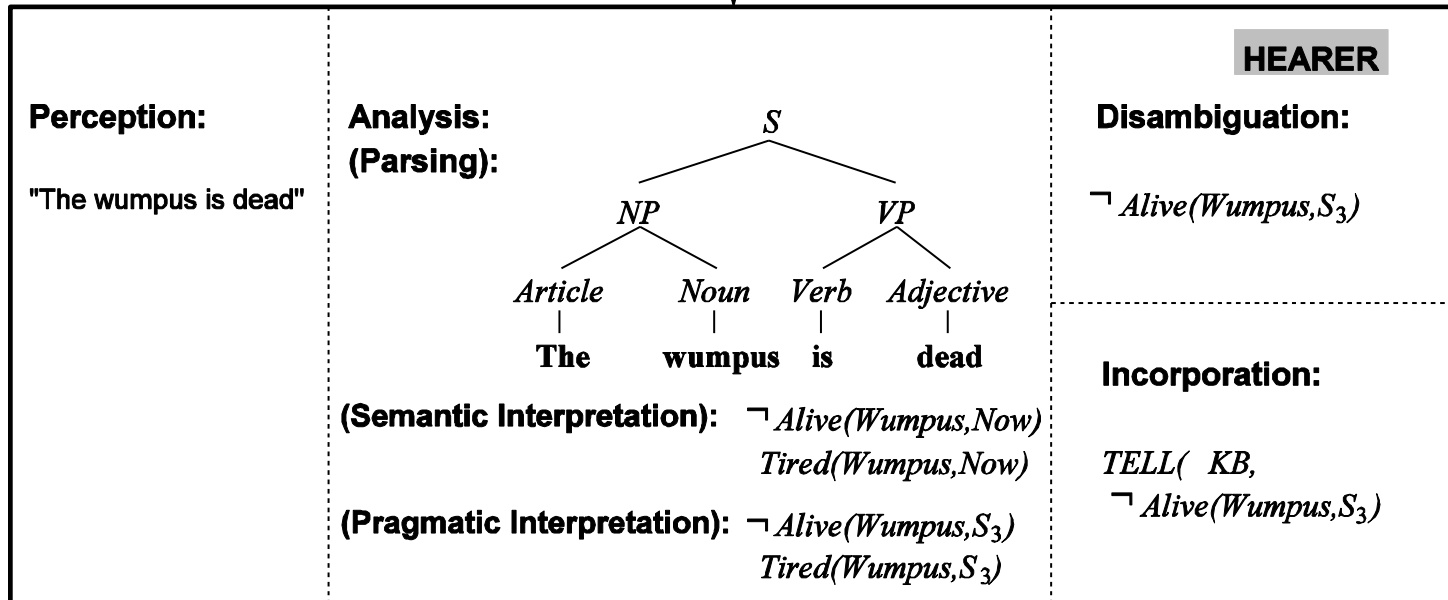 HEARER
Perception:
"The wumpus is dead"
Analysis:
(Parsing):
S
NP VP
Article Noun Verb Adjective
The wumpus is dead
(Semantic Interpretation): ¬ Alive(Wumpus,Now)
Tired(Wumpus,Now)
(Pragmatic Interpretation): ¬ Alive(Wumpus,S₃)
Tired(Wumpus,S₃)
Disambiguation:
¬ Alive(Wumpus,S₃)
Incorporation:
TELL( KB,
¬ Alive(Wumpus,S₃)